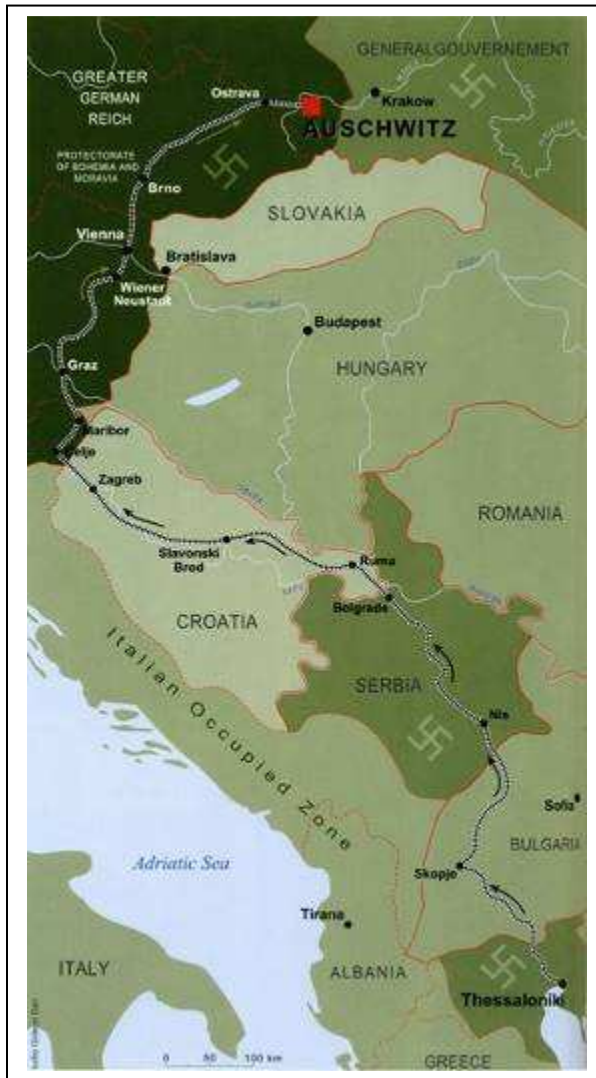 GENERALGOUVERNEMENT
GREATER
GERMAN
REICH
Ostrava
Krakow
AUSCHWITZ
PROTECTORATE
OF BOHEMIA AND
MORAVIA
Brno
SLOVAKIA
Vienna
Bratislava
Wiener
Neustadt
Budapest
HUNGARY
Graz
Maribor
Celje
Zagreb
ROMANIA
Slavonski
Brod
Ruma
Belgrade
CROATIA
Italian Occupied Zone
SERBIA
Nis
Sofia
BULGARIA
Adriatic Sea
Skopje
Tirana
ITALY
ALBANIA
Thessaloniki
0 50 100 km
GREECE